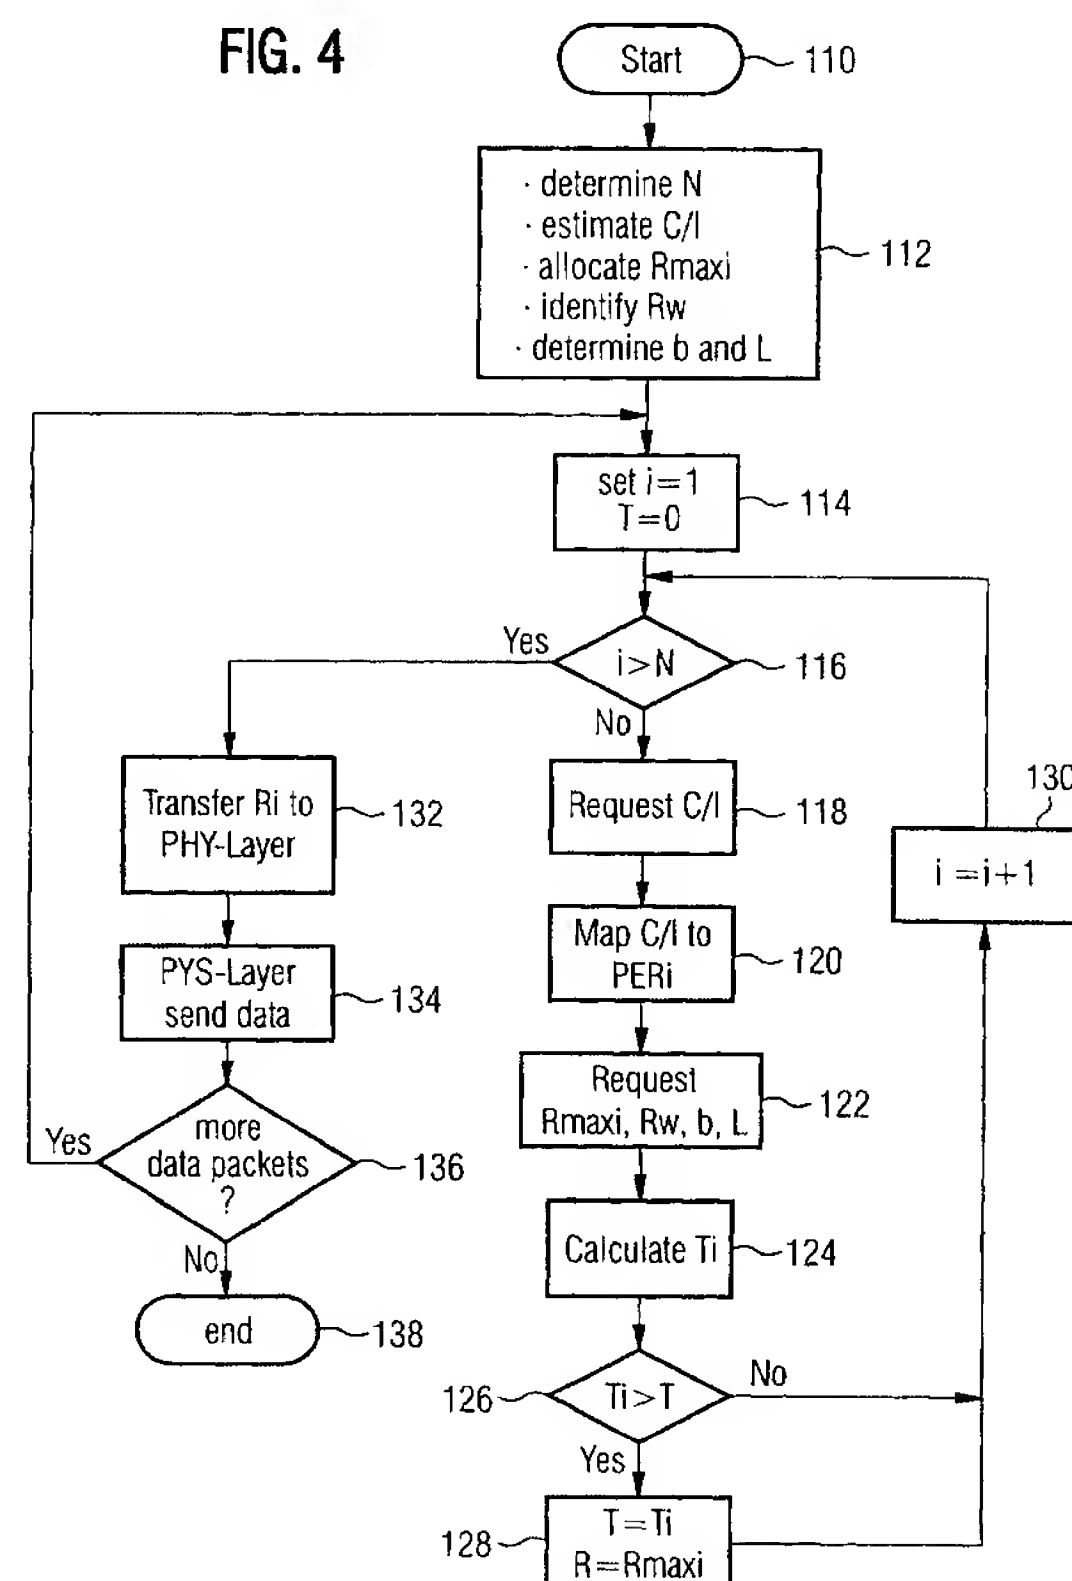 FIG. 4
Start
110
· determine N
· estimate C/I
· allocate Rmaxi
· identify Rw
· determine b and L
112
set i=1
T=0
114
i>N
116
Yes
No
Request C/I
118
Map C/I to
PERi
120
Request
Rmaxi, Rw, b, L
122
Calculate Ti
124
Ti>T
126
No
Yes
T=Ti
R=Rmaxi
128
130
i =i+1
Transfer Ri to
PHY-Layer
132
PYS-Layer
send data
134
more
data packets
?
136
Yes
No
end
138